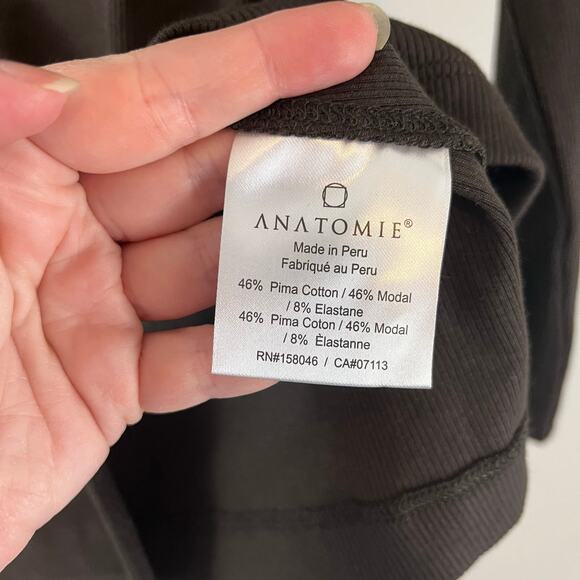 ANATOMIE®
Made in Peru
Fabriqué au Peru
46% Pima Cotton / 46% Modal
/ 8% Elastane
46% Pima Coton / 46% Modal
/ 8% Èlastanne
RN#158046 / CA#07113